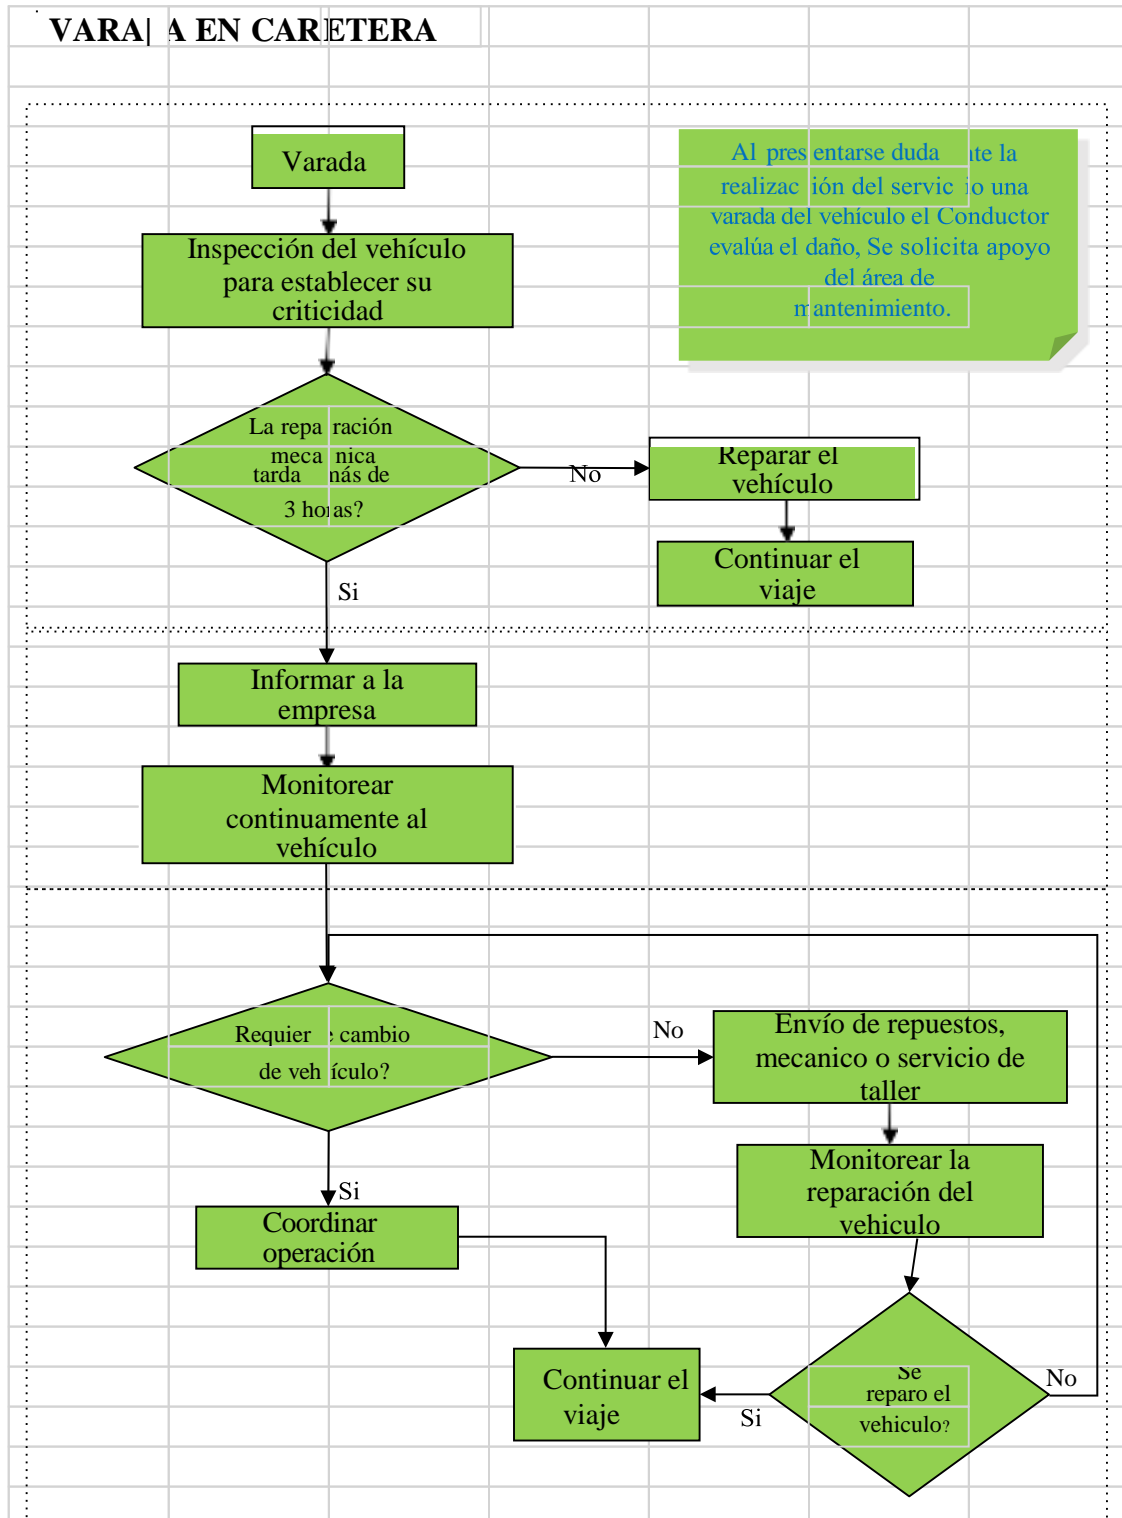 VARA| A EN CARETERA
Varada
Al pres entarse duda nte la
realizac ión del servic io una
varada del vehículo el Conductor
evalúa el daño, Se solicita apoyo
del área de
mantenimiento.
Inspección del vehículo
para establecer su
criticidad
La repa ración
meca nica
tarda más de
3 horas?
No
Reparar el
vehículo
Continuar el
viaje
Si
Informar a la
empresa
Monitorear
continuamente al
vehículo
Requier e cambio
de veh ículo?
No
Envío de repuestos,
mecanico o servicio de
taller
Monitorear la
reparación del
vehiculo
Si
Coordinar
operación
Continuar el
viaje
Si
Se
reparo el
vehiculo?
No